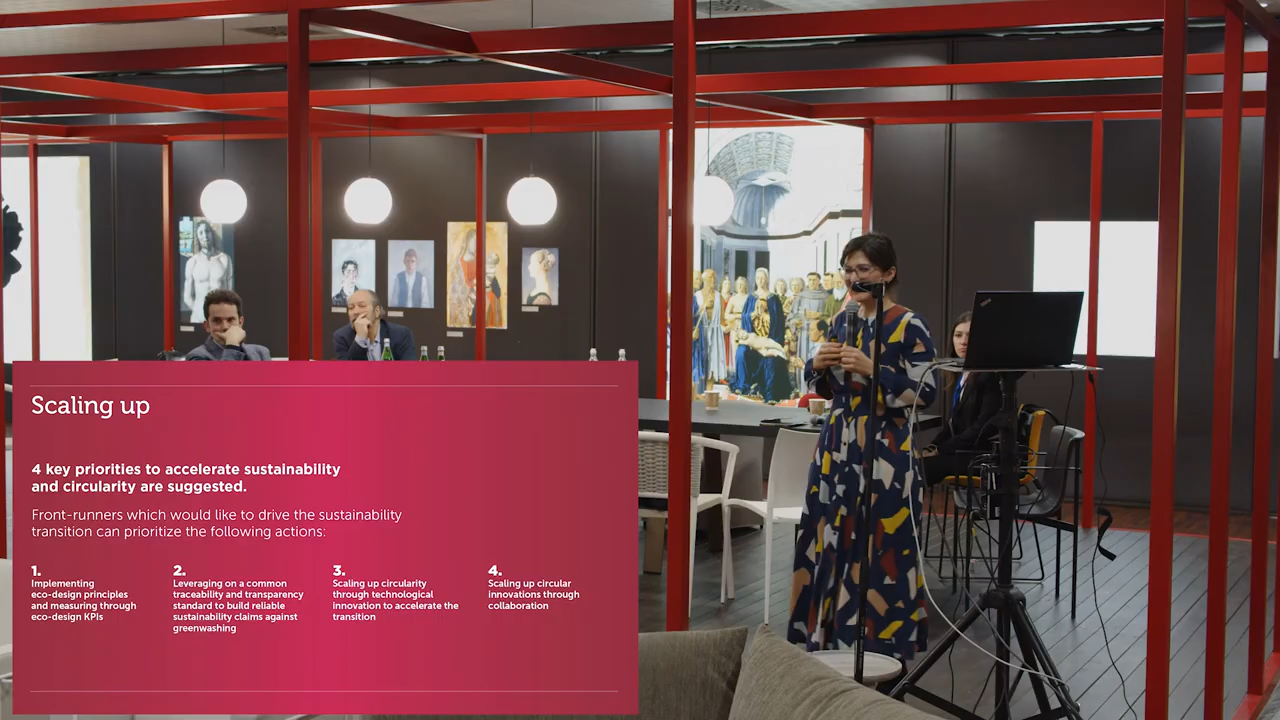 Scaling up
4 key priorities to accelerate sustainability
and circularity are suggested.
Front-runners which would like to drive the sustainability
transition can prioritize the following actions:
1.
Implementing
eco-design principles
and measuring through
eco-design KPIs
2.
Leveraging on a common
traceability and transparency
standard to build reliable
sustainability claims against
greenwashing
3.
Scaling up circularity
through technological
innovation to accelerate the
transition
4.
Scaling up circular
innovations through
collaboration